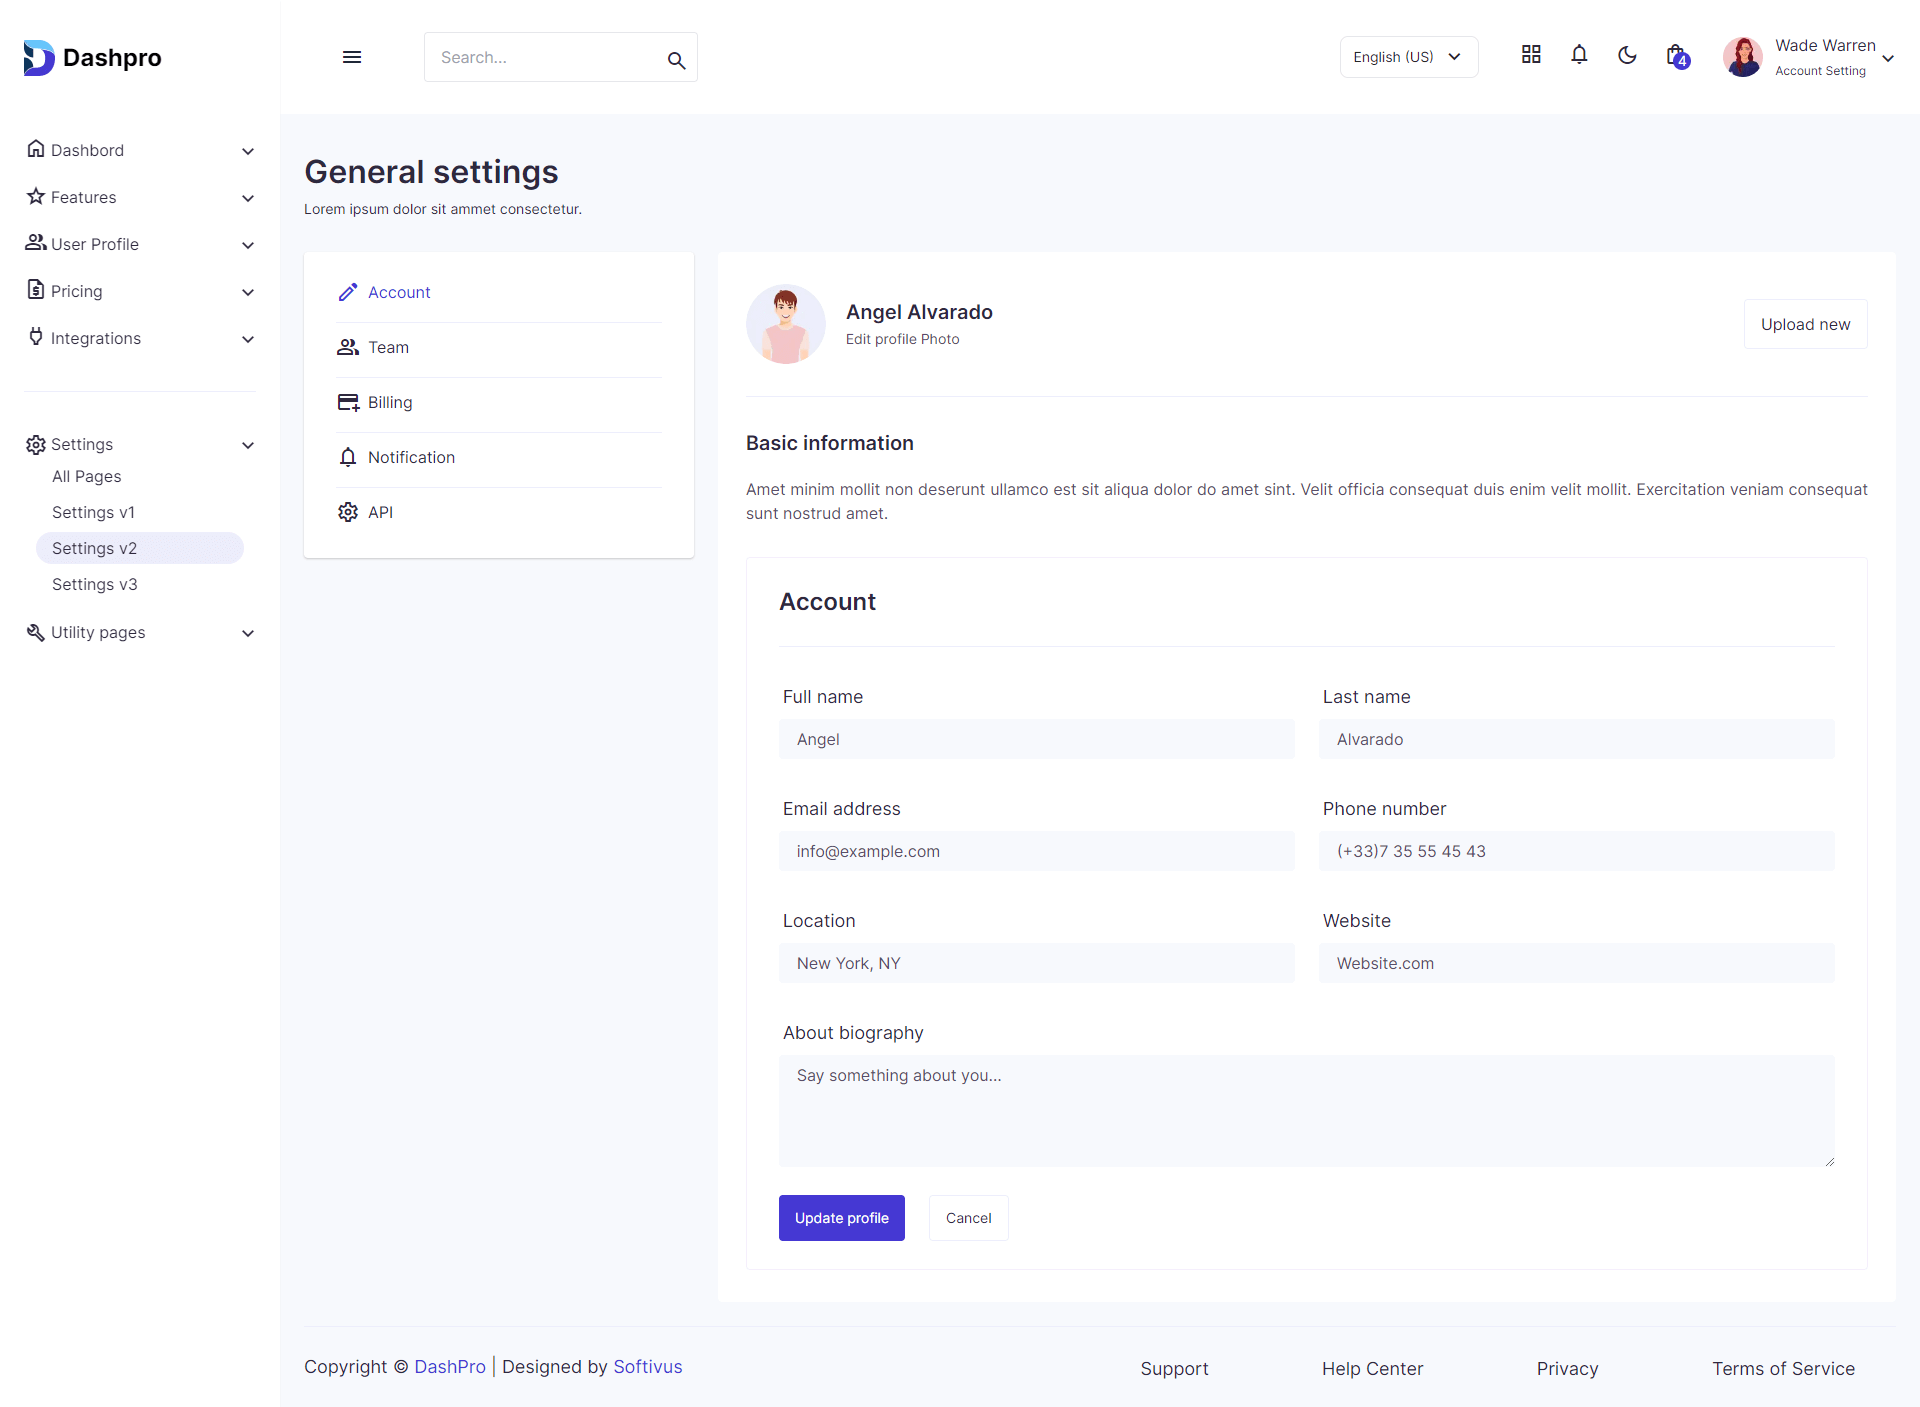 Dashpro
Search...
English (US)
4
Wade Warren
Account Setting
Dashbord
Features
User Profile
Pricing
Integrations
Settings
All Pages
Settings v1
Settings v2
Settings v3
Utility pages
General settings
Lorem ipsum dolor sit ammet consectetur.
Account
Team
Billing
Notification
API
Angel Alvarado
Edit profile Photo
Upload new
Basic information
Amet minim mollit non deserunt ullamco est sit aliqua dolor do amet sint. Velit officia consequat duis enim velit mollit. Exercitation veniam consequat
sunt nostrud amet.
Account
Full name
Angel
Last name
Alvarado
Email address
info@example.com
Phone number
(+33)7 35 55 45 43
Location
New York, NY
Website
Website.com
About biography
Say something about you...
Update profile
Cancel
Copyright © DashPro | Designed by Softivus
Support
Help Center
Privacy
Terms of Service